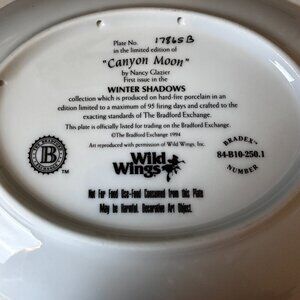 Plate No. 17865B
in the limited edition of
"Canyon Moon"
by Nancy Glazier
First issue in the
WINTER SHADOWS
collection which is produced on hard-fire porcelain in an
edition limited to a maximum of 95 firing days and crafted to the
exacting standards of The Bradford Exchange.
This plate is officially listed for trading on the Bradford Exchange.
©The Bradford Exchange 1994
Art reproduced with permission of Wild Wings, Inc.
B
TM
Wild
Wings
BRADEX
84-B10-250.1
NUMBER
Not For Food Use-Food Consumed from this Plate
May be Harmful. Decorative Art Object.